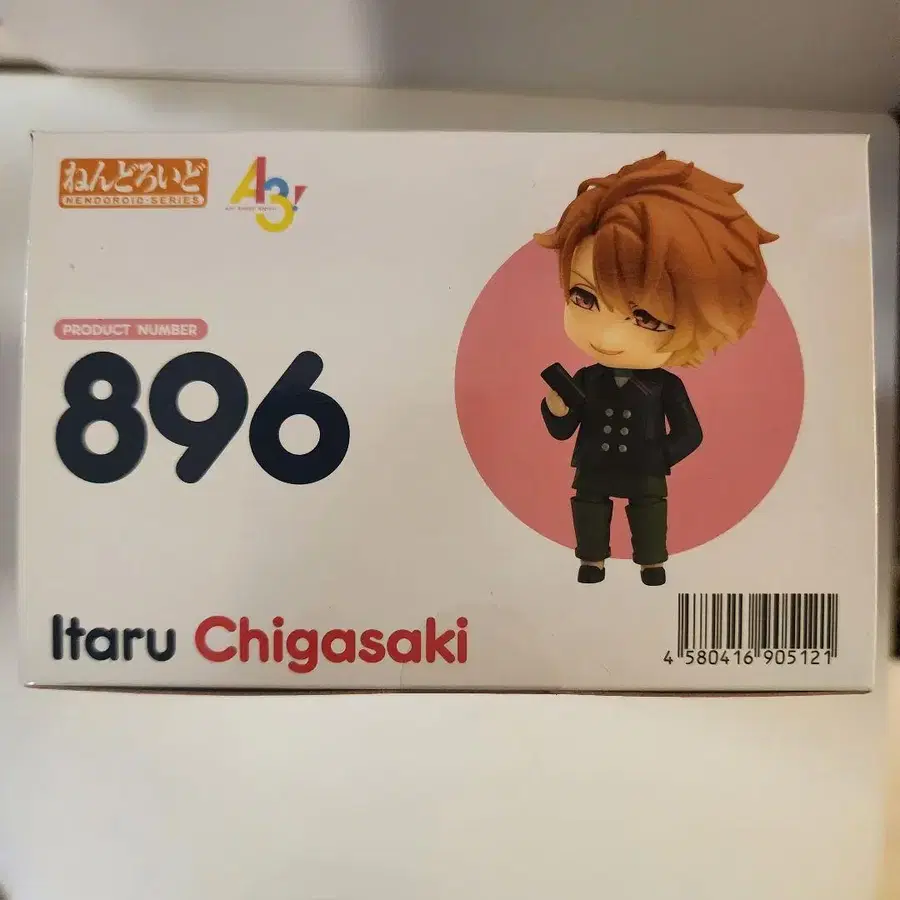 ねんどろいど
NENDOROID-SERIES
A3!
PRODUCT NUMBER
896
Itaru Chigasaki
4 580416 905121